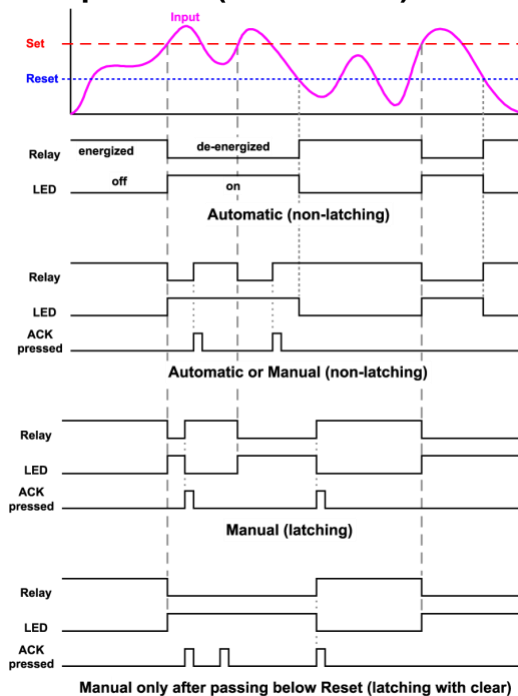 Input
Set
Reset
energized
de-energized
Relay
off
on
LED
Automatic (non-latching)
Relay
LED
ACK
pressed
Automatic or Manual (non-latching)
Relay
LED
ACK
pressed
Manual (latching)
Relay
LED
ACK
pressed
Manual only after passing below Reset (latching with clear)